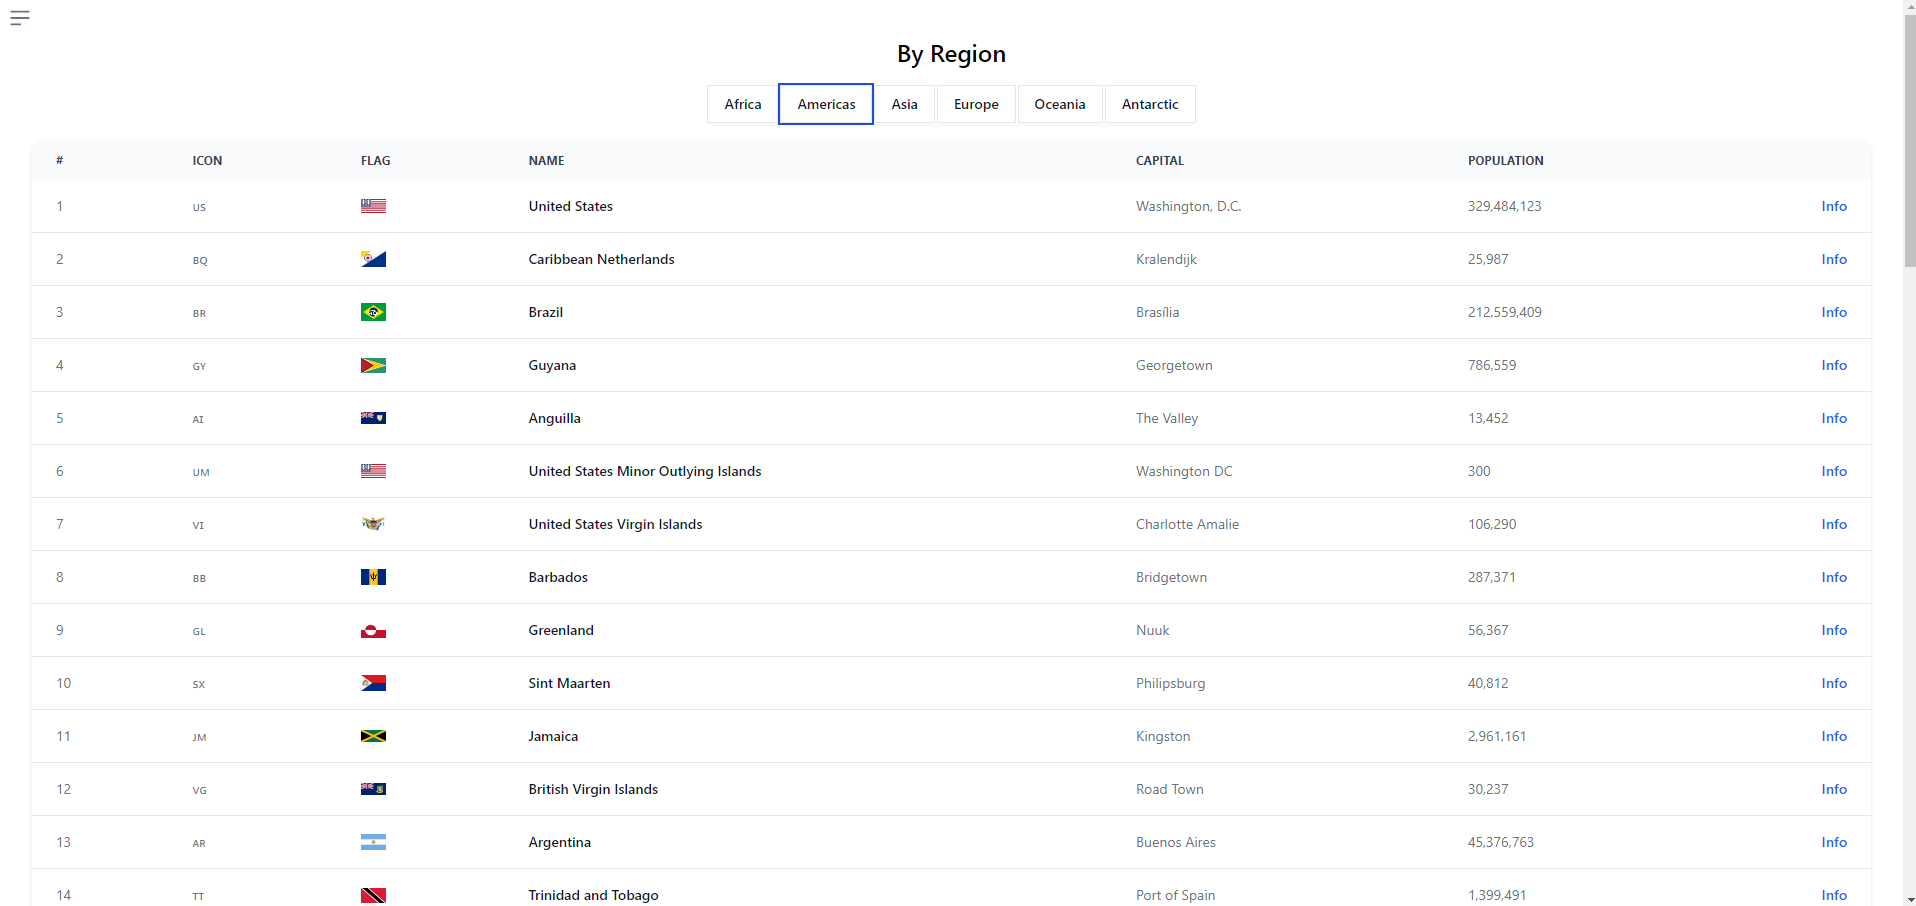 By Region
Africa Americas Asia Europe Oceania Antarctic
# ICON FLAG NAME CAPITAL POPULATION
1 US United States Washington, D.C. 329,484,123 Info
2 BQ Caribbean Netherlands Kralendijk 25,987 Info
3 BR Brazil Brasília 212,559,409 Info
4 GY Guyana Georgetown 786,559 Info
5 AI Anguilla The Valley 13,452 Info
6 UM United States Minor Outlying Islands Washington DC 300 Info
7 VI United States Virgin Islands Charlotte Amalie 106,290 Info
8 BB Barbados Bridgetown 287,371 Info
9 GL Greenland Nuuk 56,367 Info
10 SX Sint Maarten Philipsburg 40,812 Info
11 JM Jamaica Kingston 2,961,161 Info
12 VG British Virgin Islands Road Town 30,237 Info
13 AR Argentina Buenos Aires 45,376,763 Info
14 TT Trinidad and Tobago Port of Spain 1,399,491 Info